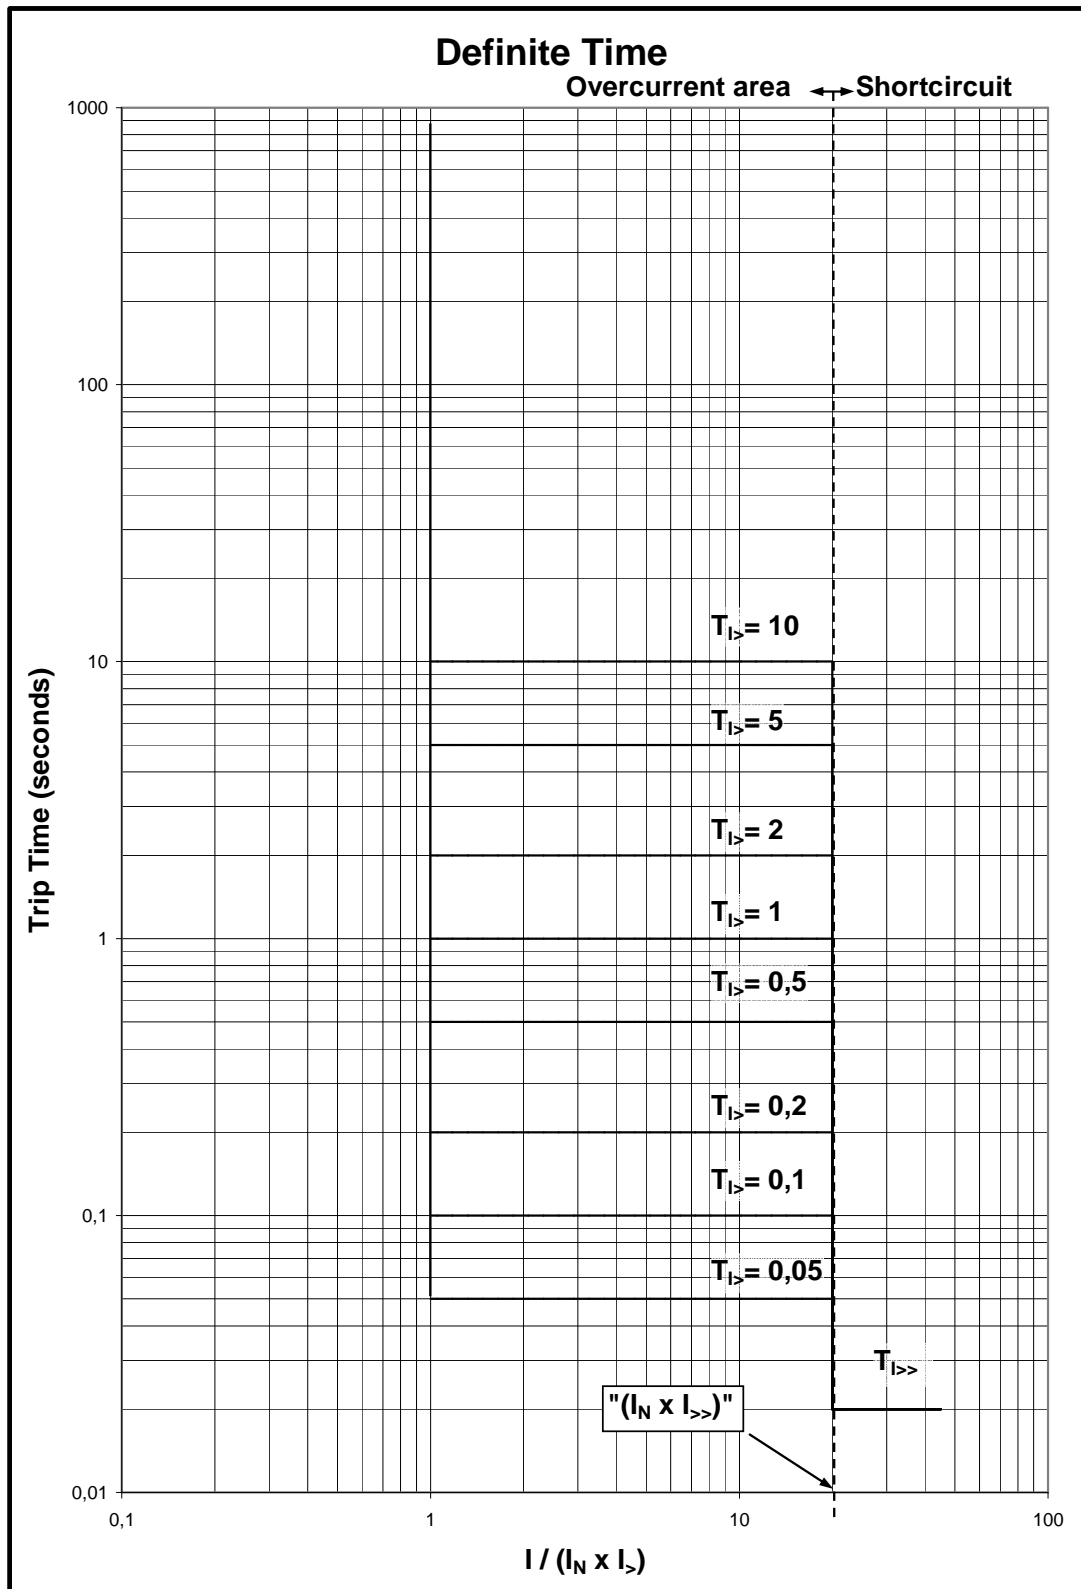 Definite Time
Overcurrent area
Shortcircuit
1000
100
T_I>= 10
10
T_I>= 5
T_I>= 2
T_I>= 1
1
T_I>= 0,5
T_I>= 0,2
T_I>= 0,1
0,1
T_I>= 0,05
T_I>>
"(I_N x I_>>)"
0,01
0,1
1
10
100
Trip Time (seconds)
I / (I_N x I_>)